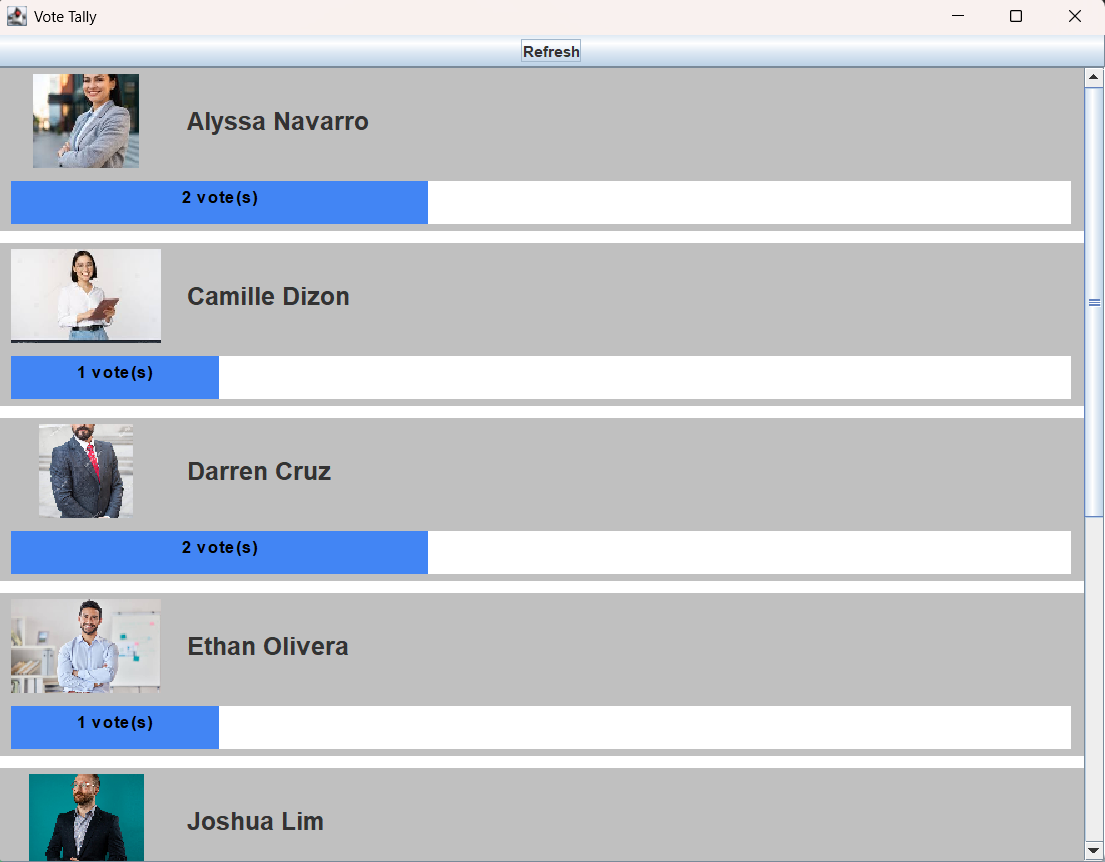 Vote Tally
Refresh
Alyssa Navarro
2 vote(s)
Camille Dizon
1 vote(s)
Darren Cruz
2 vote(s)
Ethan Olivera
1 vote(s)
Joshua Lim